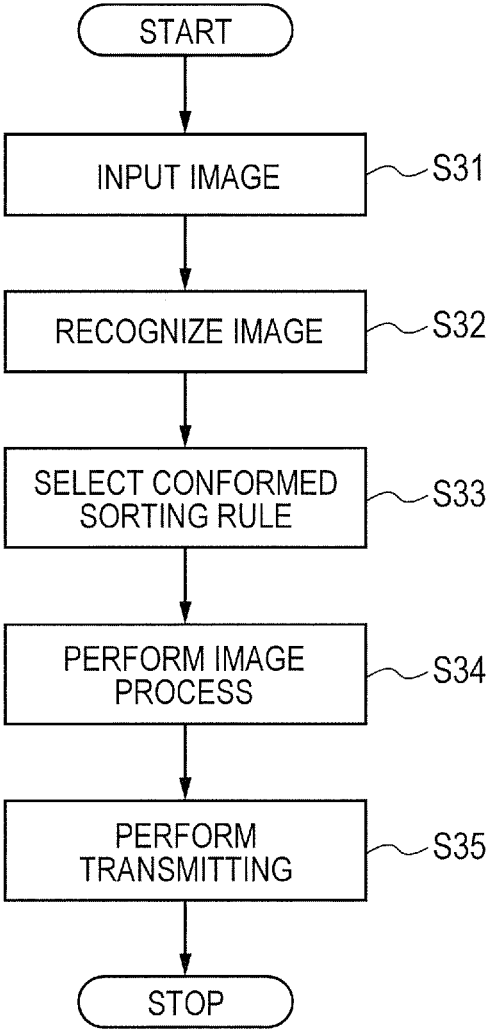 START
INPUT IMAGE
S31
RECOGNIZE IMAGE
S32
SELECT CONFORMED
SORTING RULE
S33
PERFORM IMAGE
PROCESS
S34
PERFORM
TRANSMITTING
S35
STOP